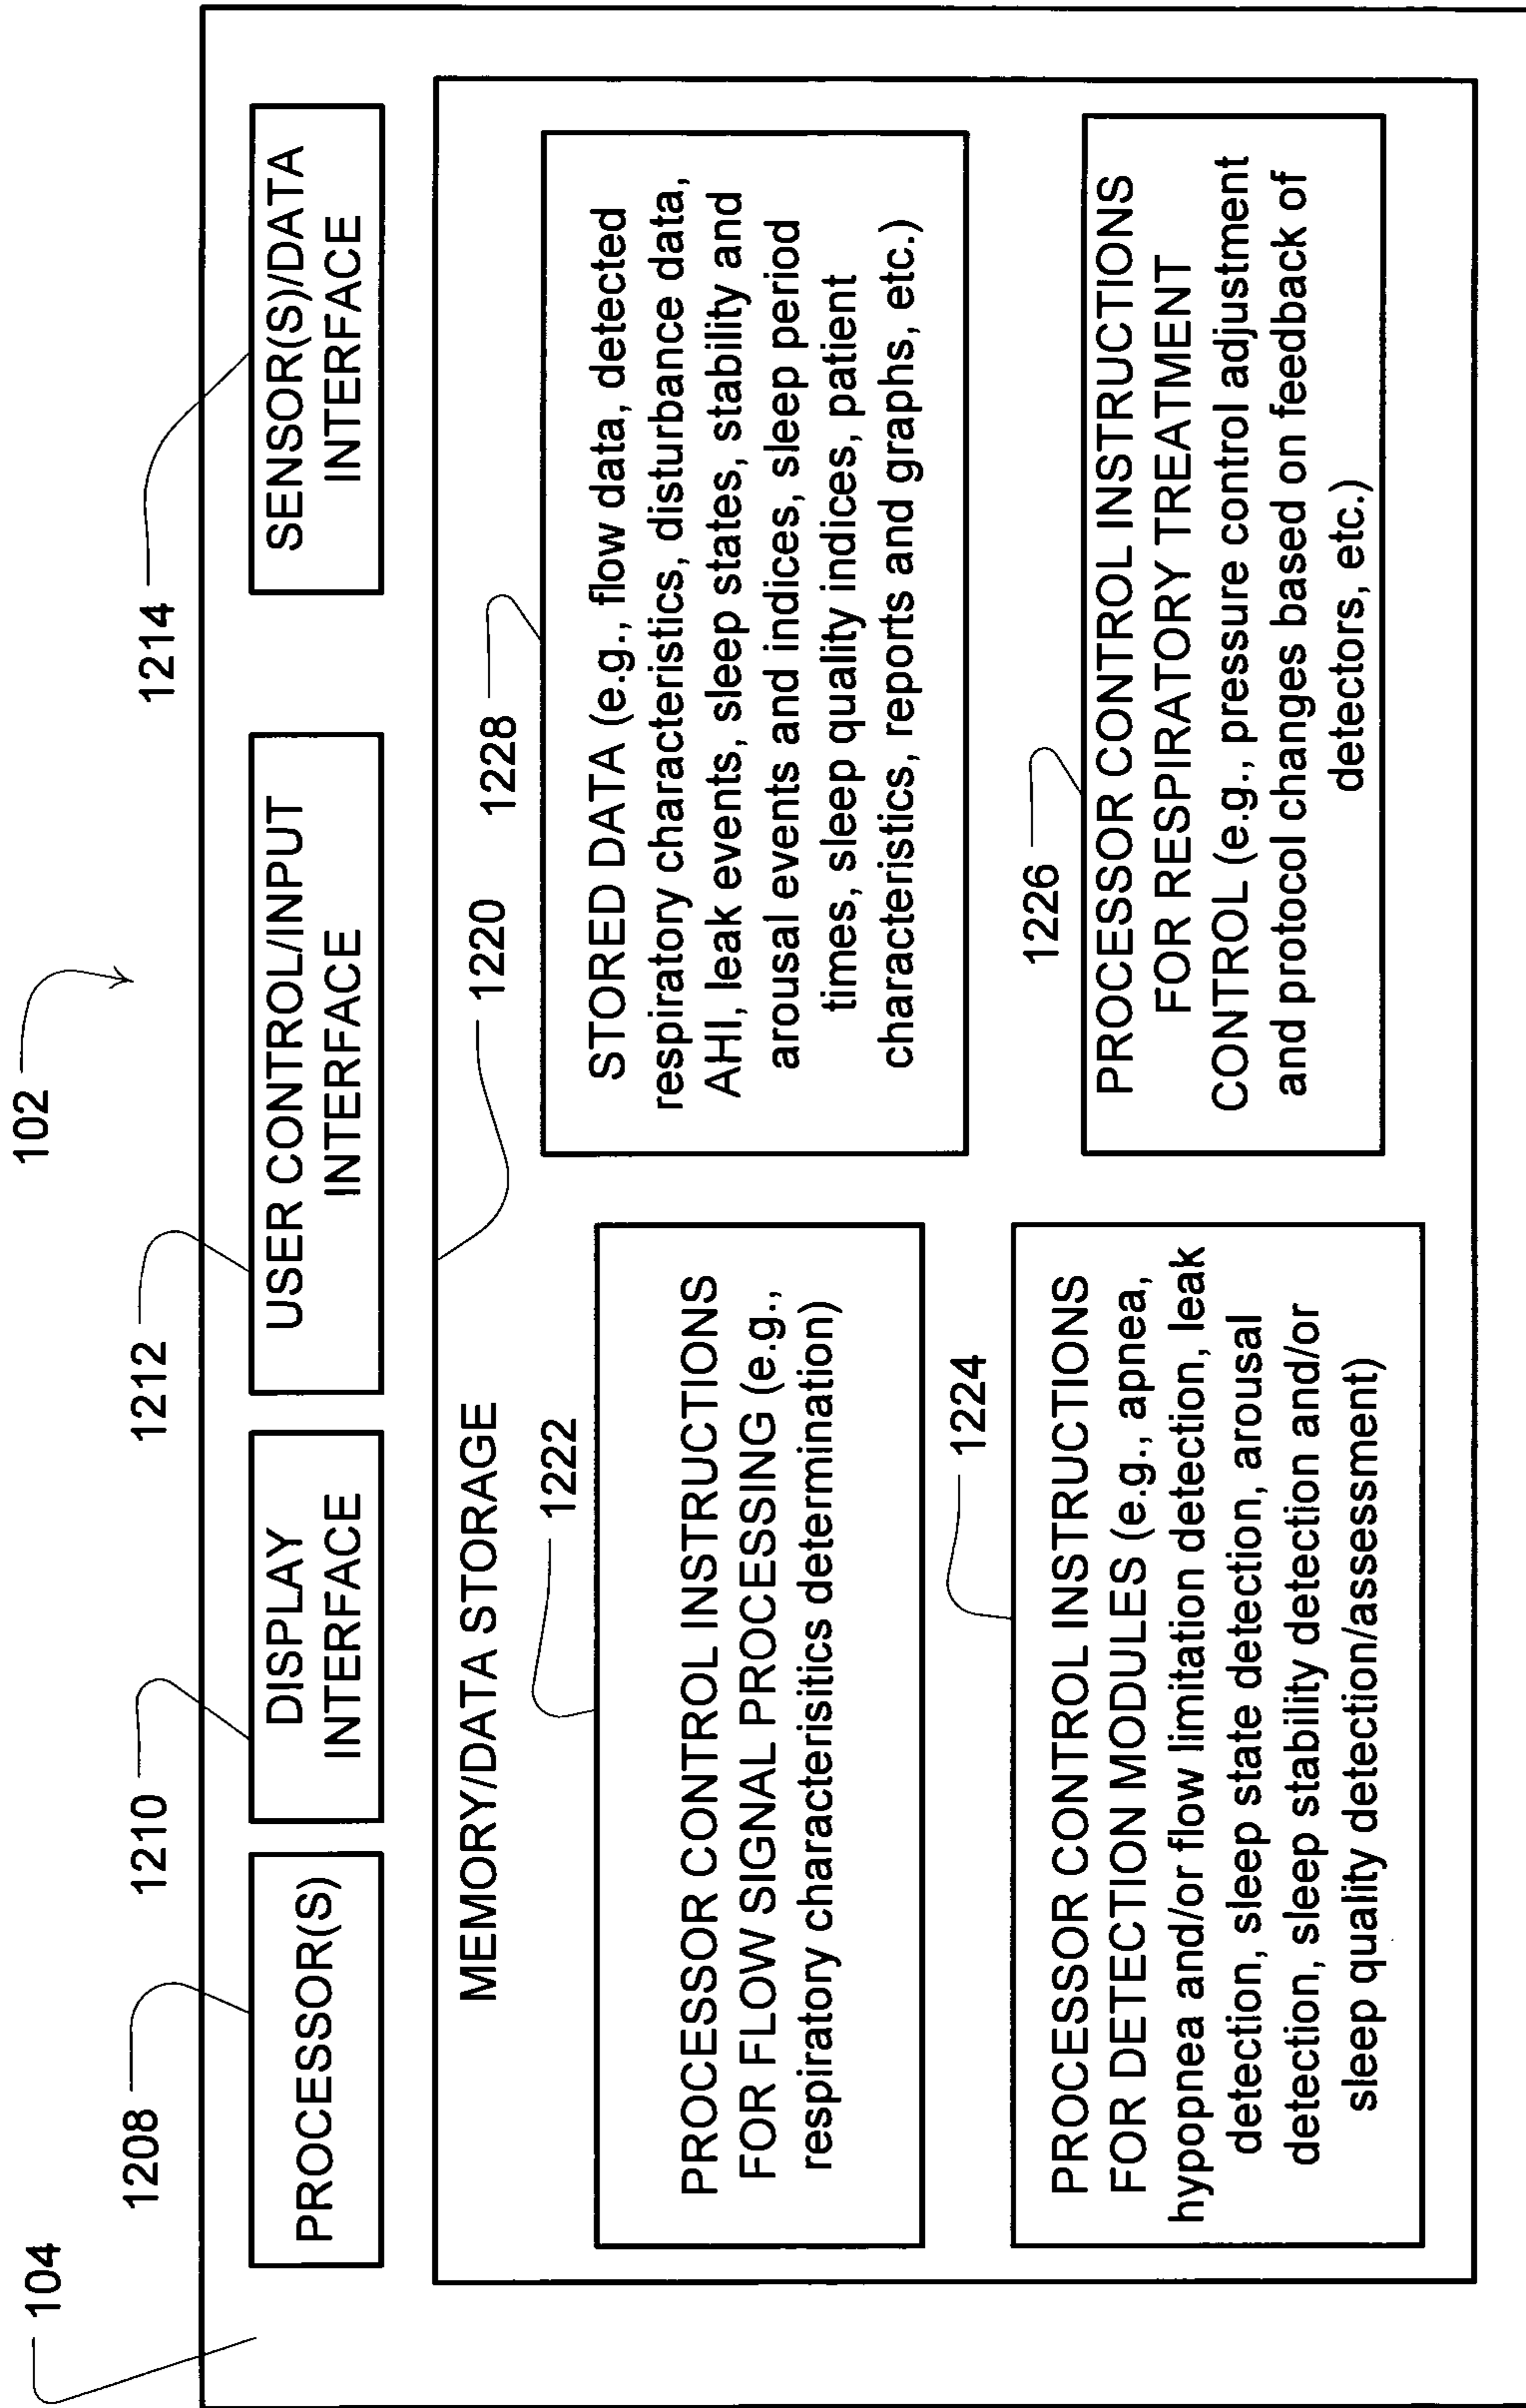 102
104
1208
1210
1212
1214
PROCESSOR(S)
DISPLAY
INTERFACE
USER CONTROL/INPUT
INTERFACE
SENSOR(S)/DATA
INTERFACE
MEMORY/DATA STORAGE
1220
1222
PROCESSOR CONTROL INSTRUCTIONS
FOR FLOW SIGNAL PROCESSING (e.g.,
respiratory characterisitics determination)
1224
PROCESSOR CONTROL INSTRUCTIONS
FOR DETECTION MODULES (e.g., apnea,
hypopnea and/or flow limitation detection, leak
detection, sleep state detection, arousal
detection, sleep stability detection and/or
sleep quality detection/assessment)
1228
STORED DATA (e.g., flow data, detected
respiratory characteristics, disturbance data,
AHI, leak events, sleep states, stability and
arousal events and indices, sleep period
times, sleep quality indices, patient
characteristics, reports and graphs, etc.)
1226
PROCESSOR CONTROL INSTRUCTIONS
FOR RESPIRATORY TREATMENT
CONTROL (e.g., pressure control adjustment
and protocol changes based on feedback of
detectors, etc.)